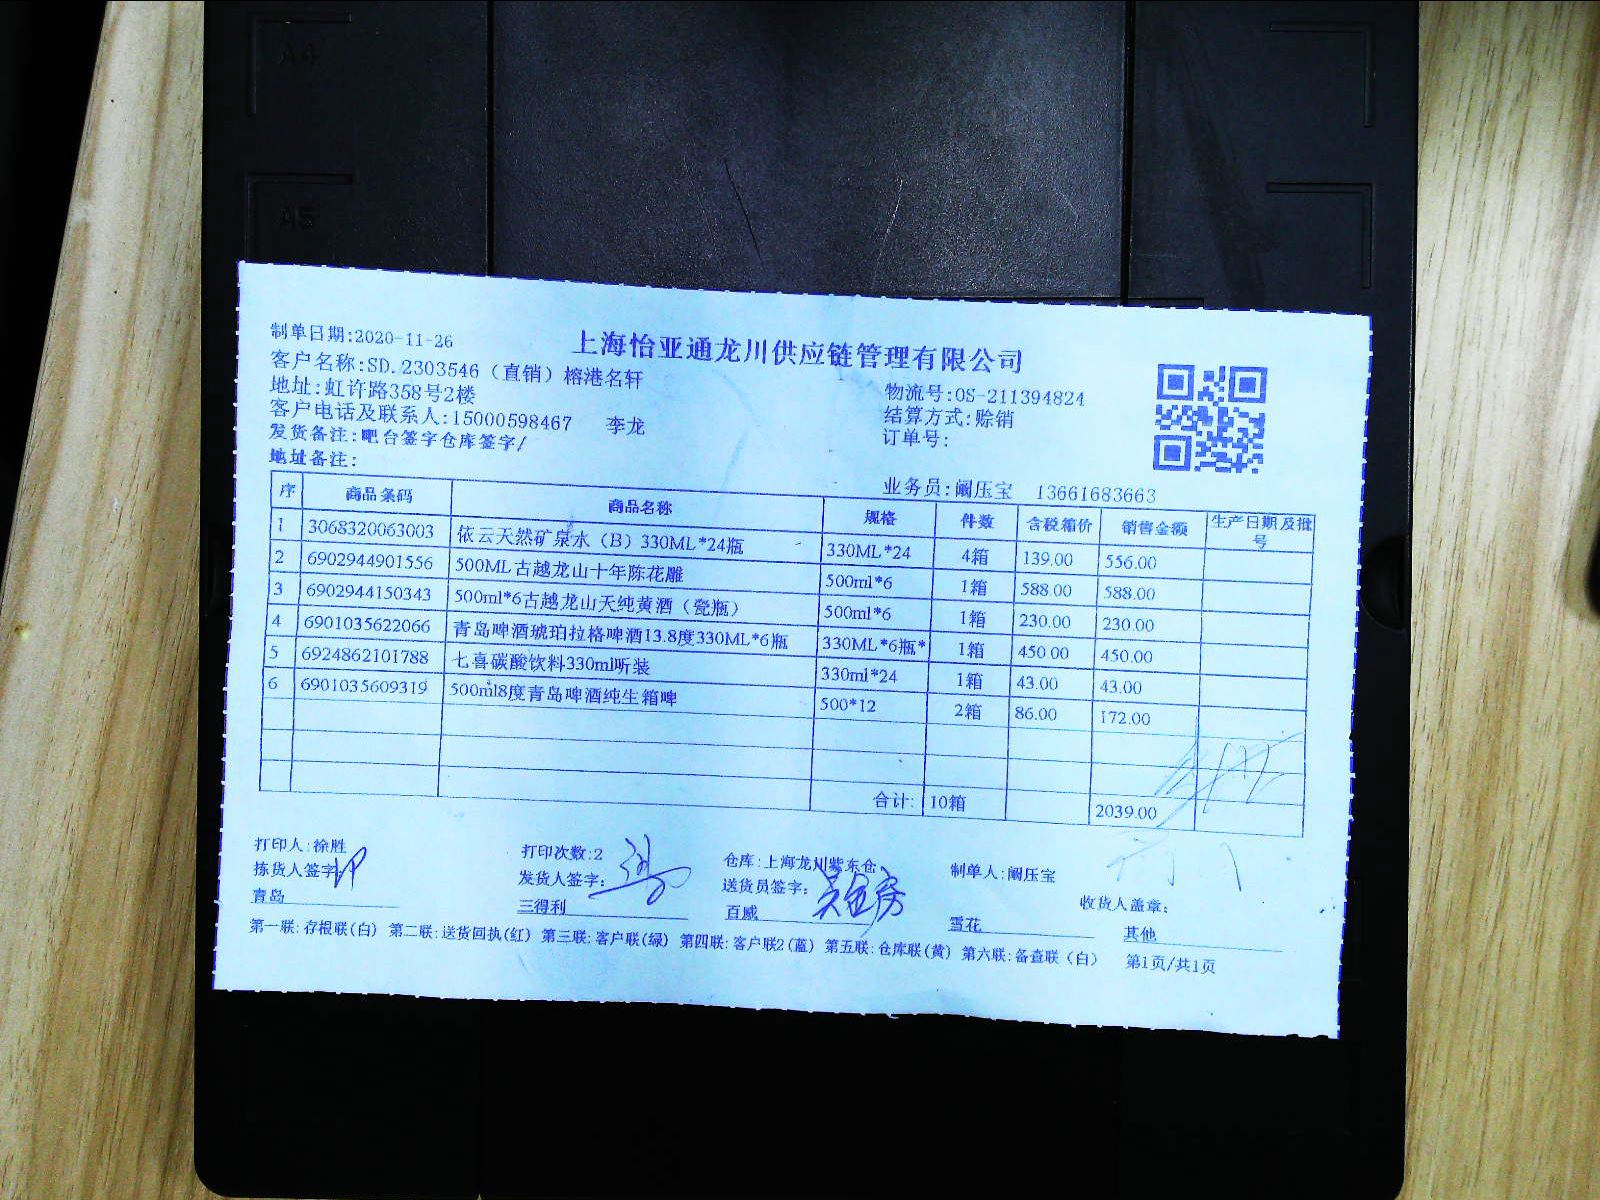 A4
A5
制单日期:2020-11-26
上海怡亚通龙川供应链管理有限公司
客户名称:SD.2303546（直销）榕港名轩
物流号:OS-211394824
地址:虹许路358号2楼
结算方式:赊销
客户电话及联系人:15000598467 李龙
订单号:
发货备注:吧台签字仓库签字/
地址备注:
业务员:阚压宝 13661683663
序 商品条码 商品名称 规格 件数 含税箱价 销售金额 生产日期及批号
1 3068320063003 依云天然矿泉水（B）330ML*24瓶 330ML*24 4箱 139.00 556.00
2 6902944901556 500ML古越龙山十年陈花雕 500ml*6 1箱 588.00 588.00
3 6902944150343 500ml*6古越龙山天纯黄酒（瓷瓶） 500ml*6 1箱 230.00 230.00
4 6901035622066 青岛啤酒琥珀拉格啤酒13.8度330ML*6瓶 330ML*6瓶* 1箱 450.00 450.00
5 6924862101788 七喜碳酸饮料330ml听装 330ml*24 1箱 43.00 43.00
6 6901035609319 500ml8度青岛啤酒纯生箱啤 500*12 2箱 86.00 172.00
合计: 10箱 2039.00
打印人:徐胜 打印次数:2 仓库:上海龙川紫东仓 制单人:阚压宝
拣货人签字: 发货人签字: 送货员签字: 收货人盖章:
青岛 三得利 百威 雪花 其他
第一联:存根联(白) 第二联:送货回执(红) 第三联:客户联(绿) 第四联:客户联2(蓝) 第五联:仓库联(黄) 第六联:备查联（白） 第1页/共1页